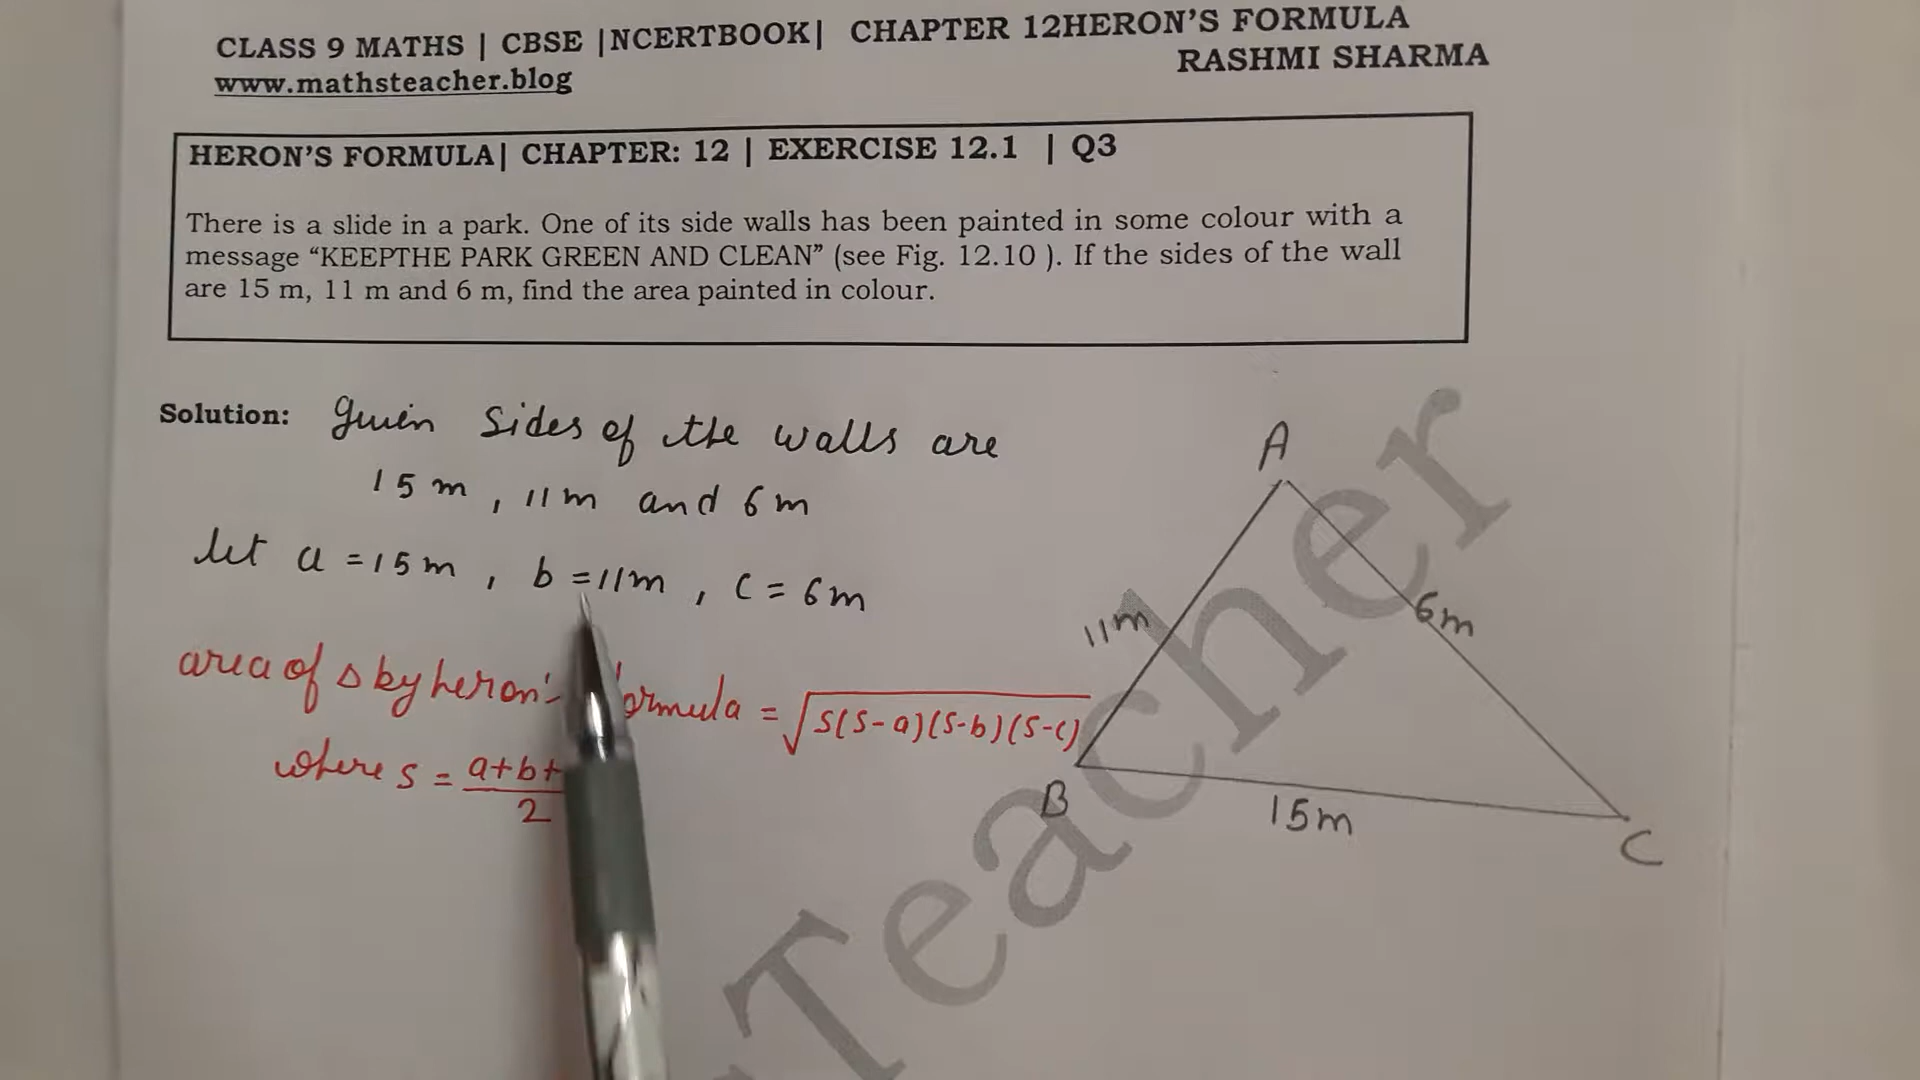 CLASS 9 MATHS | CBSE |NCERTBOOK| CHAPTER 12HERON'S FORMULA
RASHMI SHARMA
www.mathsteacher.blog
HERON'S FORMULA| CHAPTER: 12 | EXERCISE 12.1 | Q3
There is a slide in a park. One of its side walls has been painted in some colour with a
message “KEEPTHE PARK GREEN AND CLEAN” (see Fig. 12.10 ). If the sides of the wall
are 15 m, 11 m and 6 m, find the area painted in colour.
Solution: Given Sides of the walls are
15 m , 11 m and 6 m
let a = 15 m , b = 11 m , c = 6 m
area of Δ by heron's formula = √s(s-a)(s-b)(s-c)
where s = a+b+
2
A
11m
6m
B
15m
C
Teacher